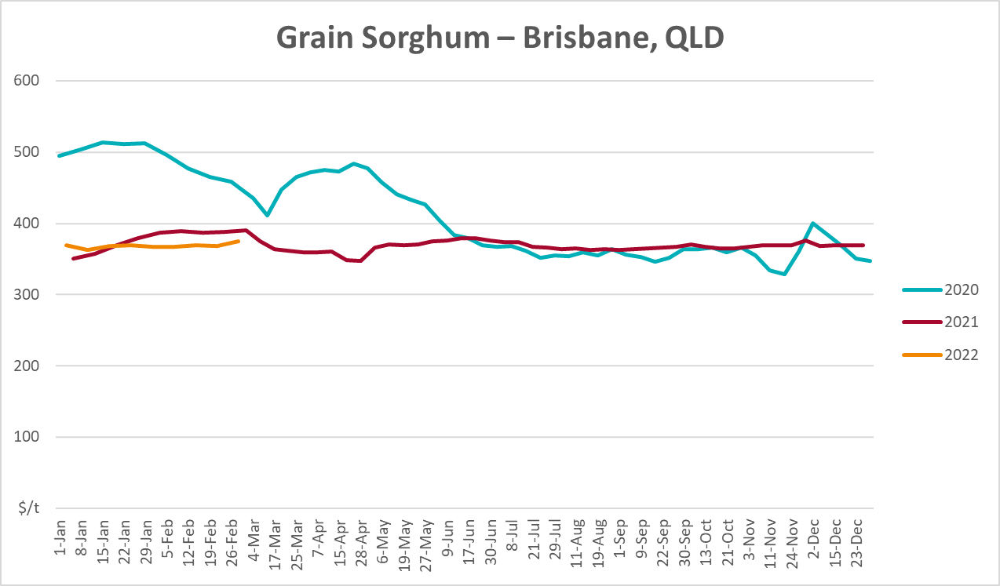 Grain Sorghum – Brisbane, QLD
600
500
400
300
200
100
$/t
1-Jan
8-Jan
15-Jan
22-Jan
29-Jan
5-Feb
12-Feb
19-Feb
26-Feb
4-Mar
17-Mar
25-Mar
7-Apr
15-Apr
28-Apr
6-May
19-May
27-May
9-Jun
17-Jun
30-Jun
8-Jul
21-Jul
29-Jul
11-Aug
19-Aug
1-Sep
9-Sep
22-Sep
30-Sep
13-Oct
21-Oct
3-Nov
11-Nov
24-Nov
2-Dec
15-Dec
23-Dec
2020
2021
2022